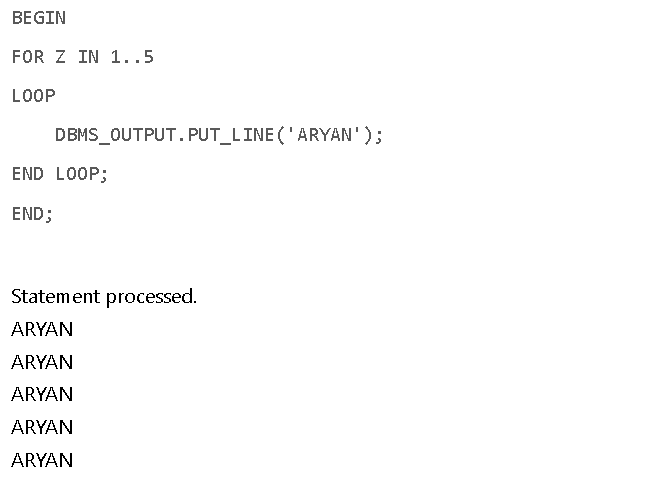 BEGIN
FOR Z IN 1..5
LOOP
    DBMS_OUTPUT.PUT_LINE('ARYAN');
END LOOP;
END;
Statement processed.
ARYAN
ARYAN
ARYAN
ARYAN
ARYAN